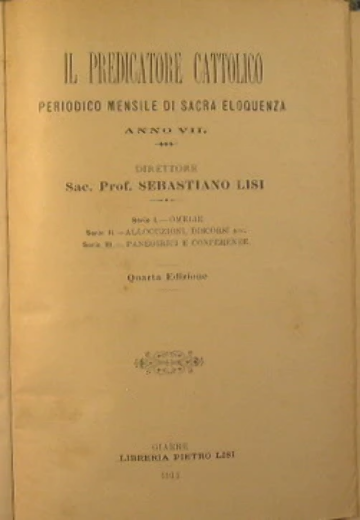 IL PREDICATORE CATTOLICO
PERIODICO MENSILE DI SACRA ELOQUENZA
ANNO VII.
DIRETTORE
Sac. Prof. SEBASTIANO LISI
Serie I. — OMELIE.
Serie II. — ALLOCUZIONI, DISCORSI ecc.
Serie III. — PANEGIRICI E CONFERENZE.
Quarta Edizione
GIARRE
LIBRERIA PIETRO LISI